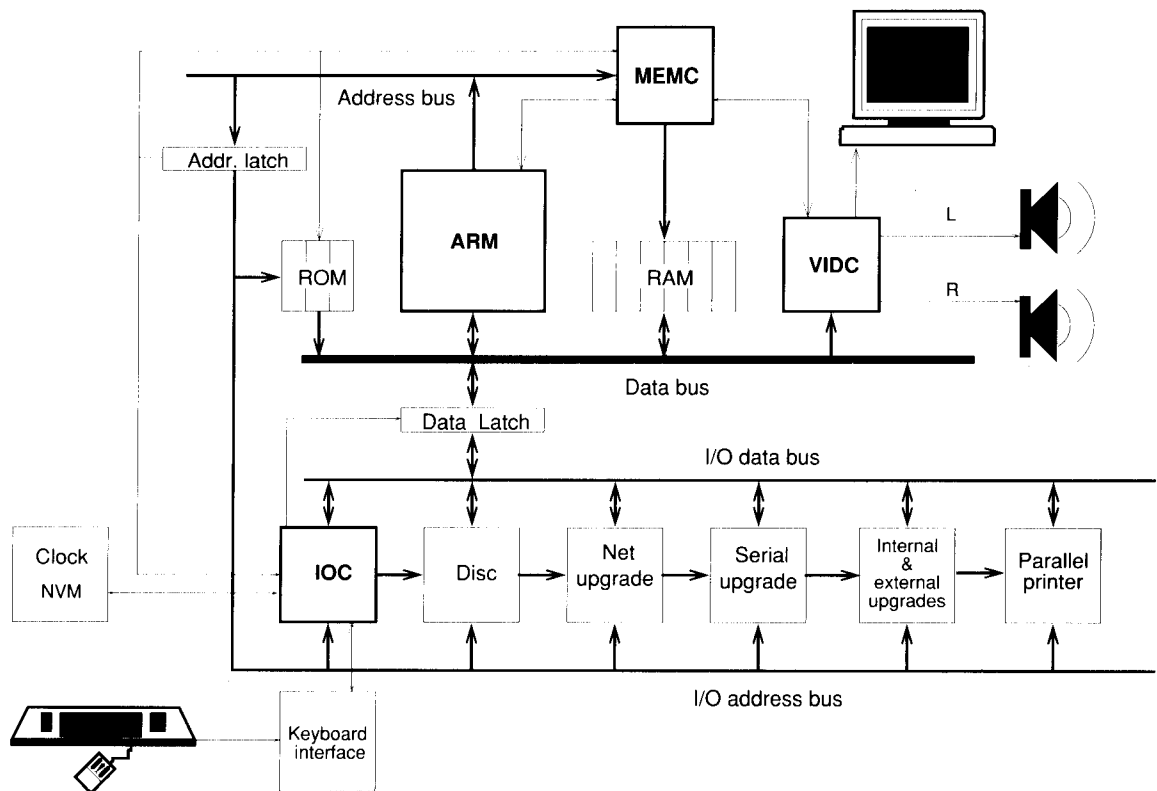 MEMC
Address bus
Addr. latch
ARM
L
ROM
RAM
VIDC
R
Data bus
Data Latch
I/O data bus
Clock
NVM
IOC
Disc
Net
upgrade
Serial
upgrade
Internal
&
external
upgrades
Parallel
printer
I/O address bus
Keyboard
interface